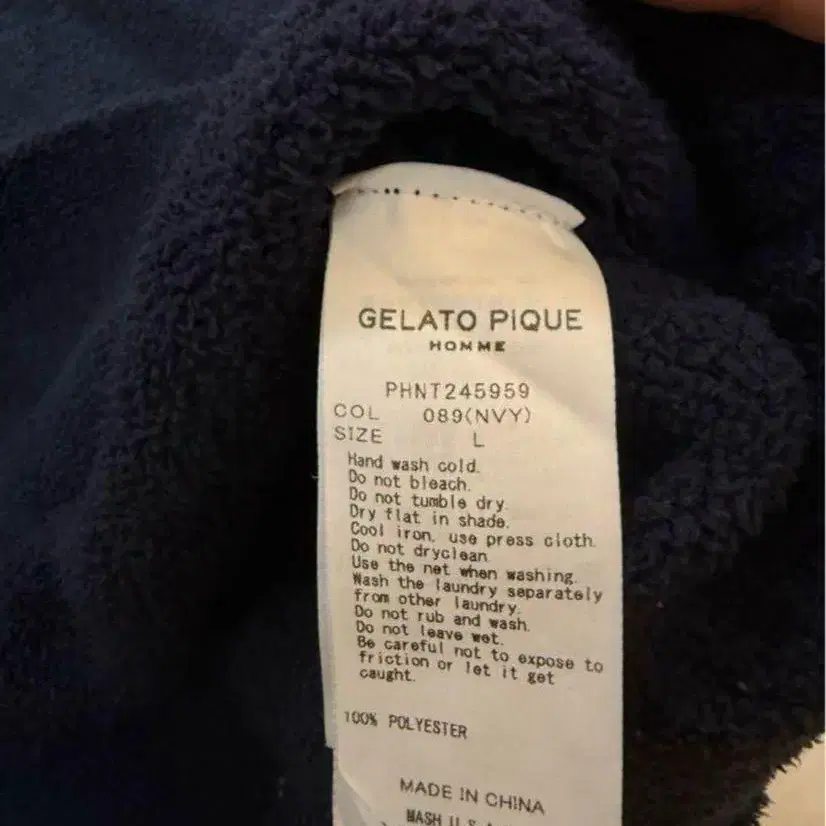 GELATO PIQUE
HOMME
PHNT245959
COL 089(NVY)
SIZE L
Hand wash cold.
Do not bleach.
Do not tumble dry.
Dry flat in shade.
Cool iron. use press cloth.
Do not dryclean.
Use the net when washing.
Wash the laundry separately
from other laundry.
Do not rub and wash.
Do not leave wet.
Be careful not to expose to
friction or let it get
caught.
100% POLYESTER
MADE IN CHINA
MASH U.S.